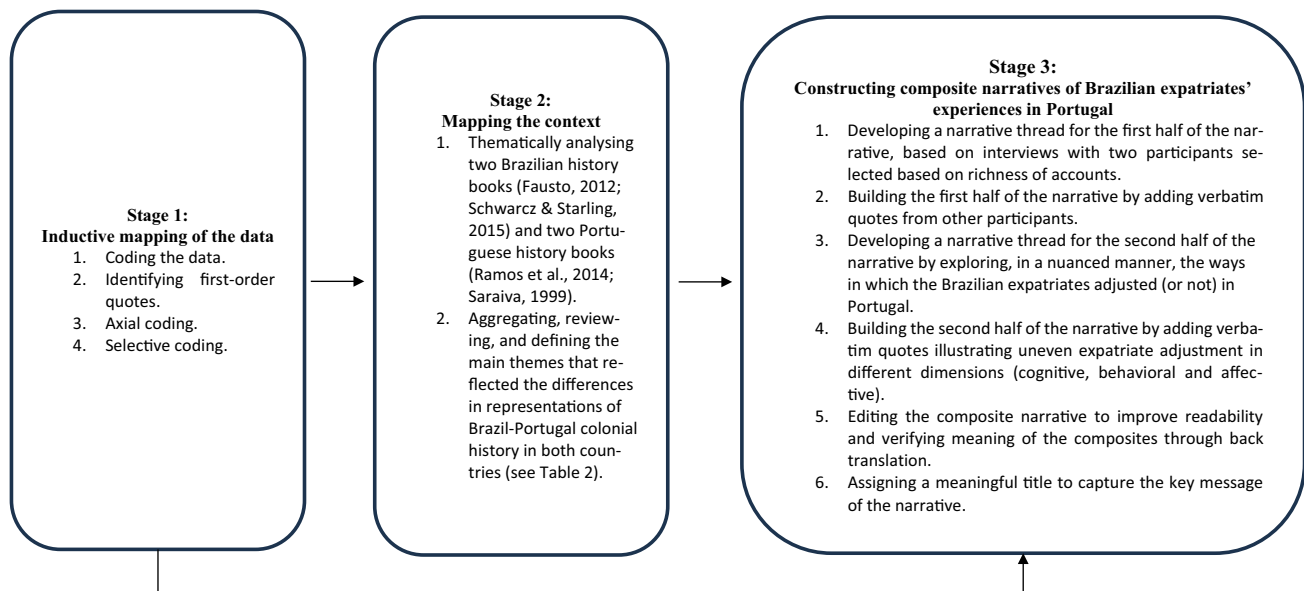 Stage 1:
Inductive mapping of the data
1. Coding the data.
2. Identifying first-order
quotes.
3. Axial coding.
4. Selective coding.
Stage 2:
Mapping the context
1. Thematically analysing
two Brazilian history
books (Fausto, 2012;
Schwarcz & Starling,
2015) and two Portu-
guese history books
(Ramos et al., 2014;
Saraiva, 1999).
2. Aggregating, review-
ing, and defining the
main themes that re-
flected the differences
in representations of
Brazil-Portugal colonial
history in both coun-
tries (see Table 2).
Stage 3:
Constructing composite narratives of Brazilian expatriates’
experiences in Portugal
1. Developing a narrative thread for the first half of the nar-
rative, based on interviews with two participants se-
lected based on richness of accounts.
2. Building the first half of the narrative by adding verbatim
quotes from other participants.
3. Developing a narrative thread for the second half of the
narrative by exploring, in a nuanced manner, the ways
in which the Brazilian expatriates adjusted (or not) in
Portugal.
4. Building the second half of the narrative by adding verba-
tim quotes illustrating uneven expatriate adjustment in
different dimensions (cognitive, behavioral and affec-
tive).
5. Editing the composite narrative to improve readability
and verifying meaning of the composites through back
translation.
6. Assigning a meaningful title to capture the key message
of the narrative.